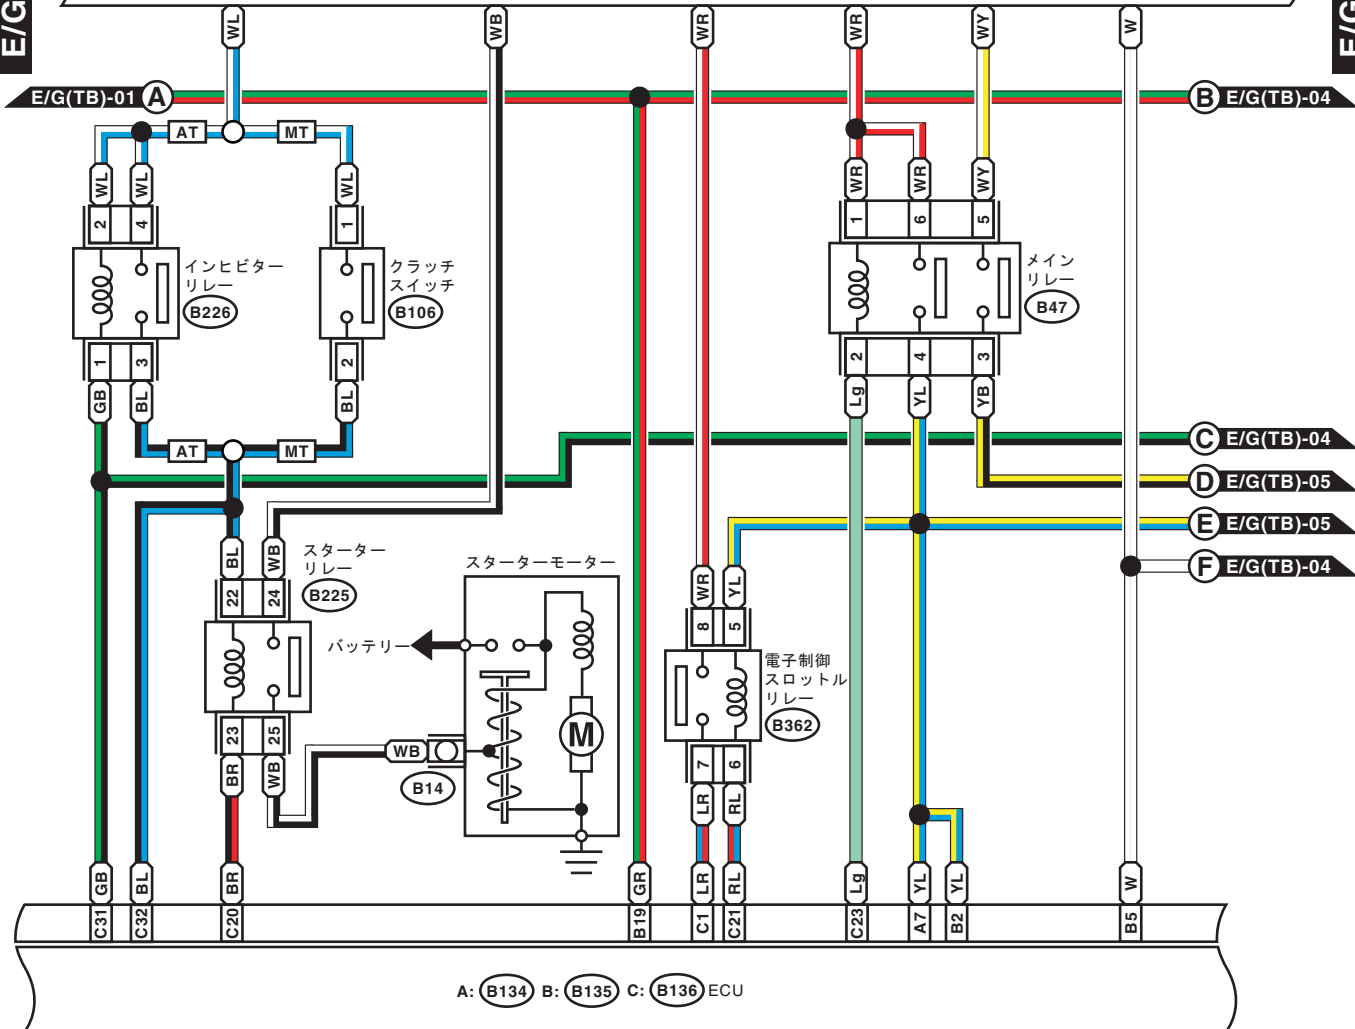 E/G
E/G
WL
WB
WR
WR
WY
W
E/G(TB)-01 A
B E/G(TB)-04
AT
MT
WL
WL
WL
WR
WR
WY
2
4
1
1
6
5
インヒビター
リレー
B226
クラッチ
スイッチ
B106
メイン
リレー
B47
1
3
2
2
4
3
GB
BL
BL
Lg
YL
YB
AT
MT
C E/G(TB)-04
D E/G(TB)-05
E E/G(TB)-05
F E/G(TB)-04
BL
WB
スターター
リレー
B225
スターターモーター
WR
YL
22
24
8
5
バッテリー
電子制御
スロットル
リレー
B362
M
23
25
WB
7
6
BR
WB
B14
LR
RL
GB
BL
BR
GR
LR
RL
Lg
YL
YL
W
C31
C32
C20
B19
C1
C21
C23
A7
B2
B5
A: B134 B: B135 C: B136 ECU